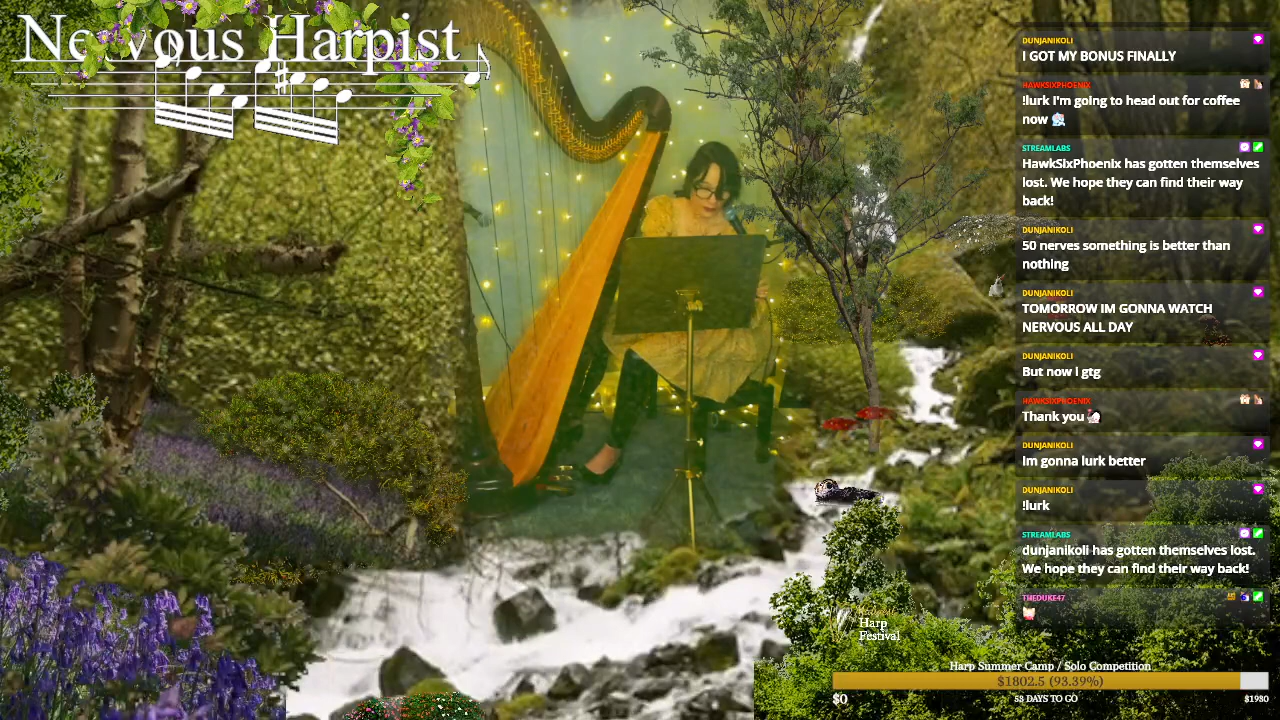 Nervous Harpist
DUNJANIKOLI
I GOT MY BONUS FINALLY
HAWKSIXPHOENIX
!lurk I'm going to head out for coffee
now
STREAMLABS
HawkSixPhoenix has gotten themselves
lost. We hope they can find their way
back!
DUNJANIKOLI
50 nerves something is better than
nothing
DUNJANIKOLI
TOMORROW IM GONNA WATCH
NERVOUS ALL DAY
DUNJANIKOLI
But now I gtg
HAWKSIXPHOENIX
Thank you
DUNJANIKOLI
Im gonna lurk better
DUNJANIKOLI
!lurk
STREAMLABS
dunjanikoli has gotten themselves lost.
We hope they can find their way back!
THEDUKE47
Harp
Festival
Harp Summer Camp / Solo Competition
$1802.5 (93.39%)
$0
53 DAYS TO GO
$1930